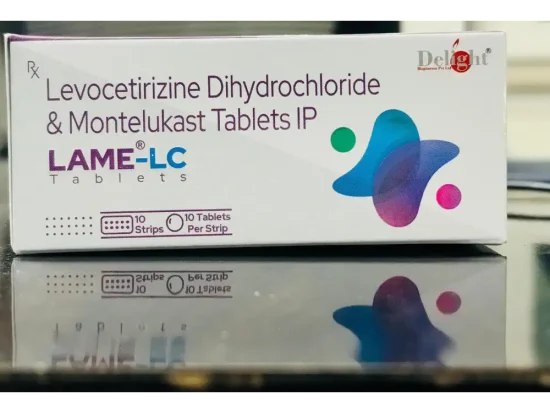 Rx
Delight®
Levocetirizine Dihydrochloride
& Montelukast Tablets IP
LAME®-LC
Tablets
10 Strips
10 Tablets Per Strip